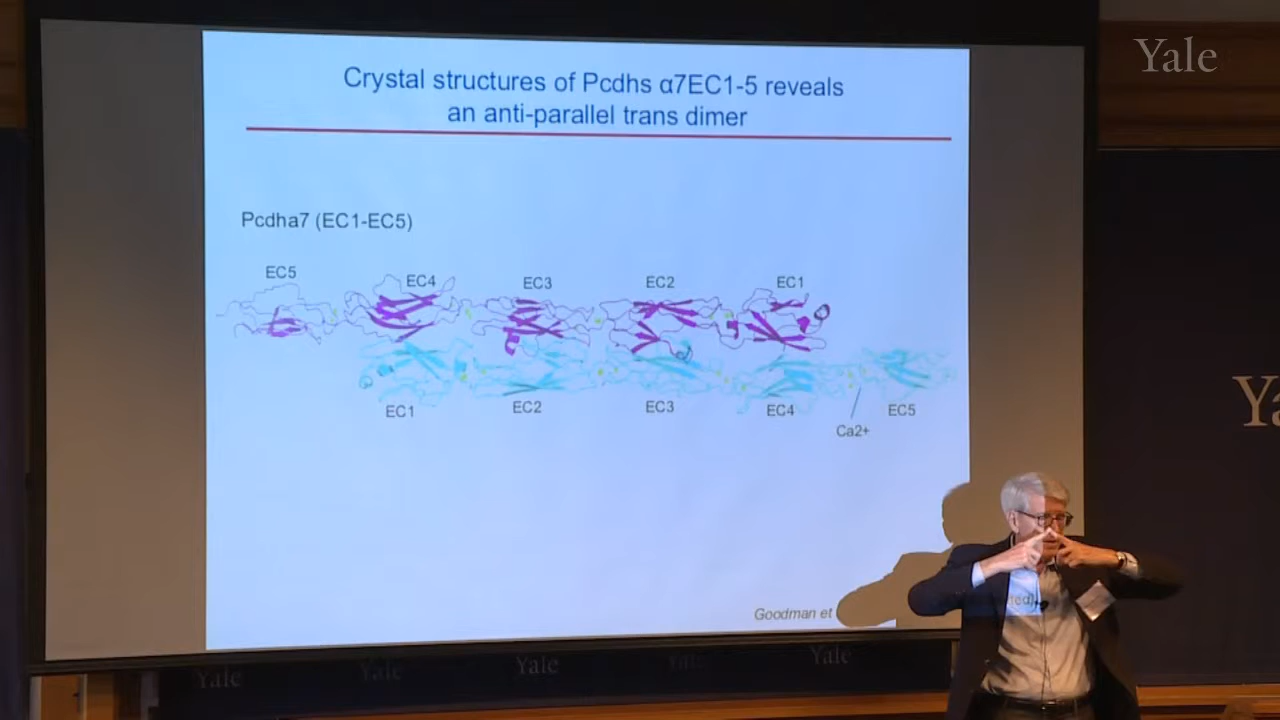 Yale
Crystal structures of Pcdhs α7EC1-5 reveals
an anti-parallel trans dimer
Pcdha7 (EC1-EC5)
EC5 EC4 EC3 EC2 EC1
EC1 EC2 EC3 EC4 EC5
Ca2+
Goodman et
Yale Yale Yale Yale Yale